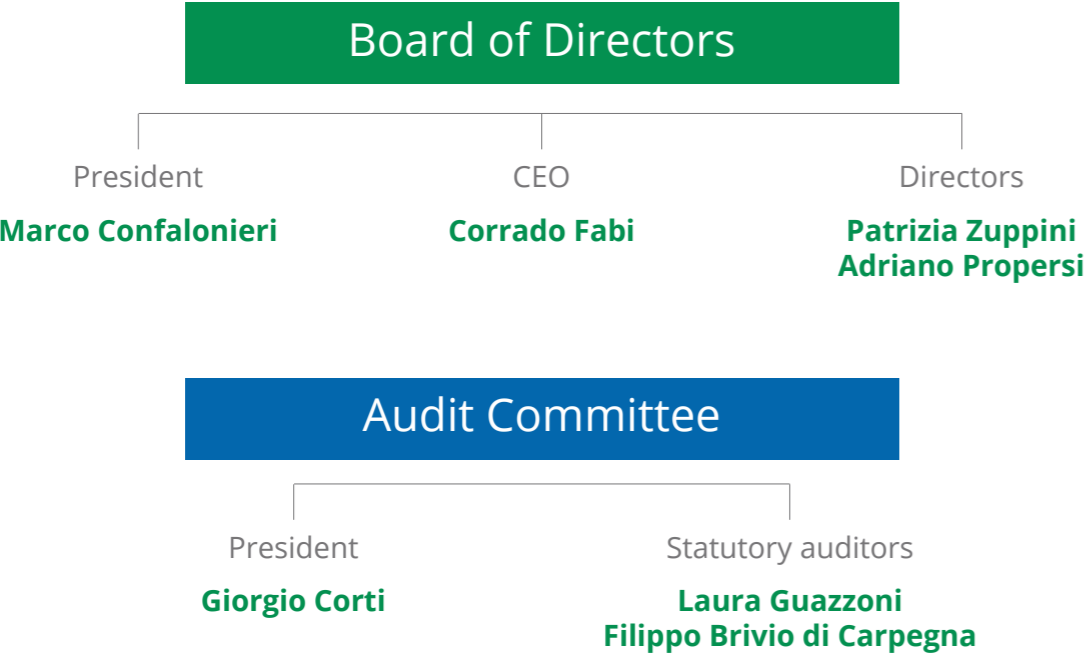 Board of Directors
President
CEO
Directors
Marco Confalonieri
Corrado Fabi
Patrizia Zuppini
Adriano Propersi
Audit Committee
President
Statutory auditors
Giorgio Corti
Laura Guazzoni
Filippo Brivio di Carpegna